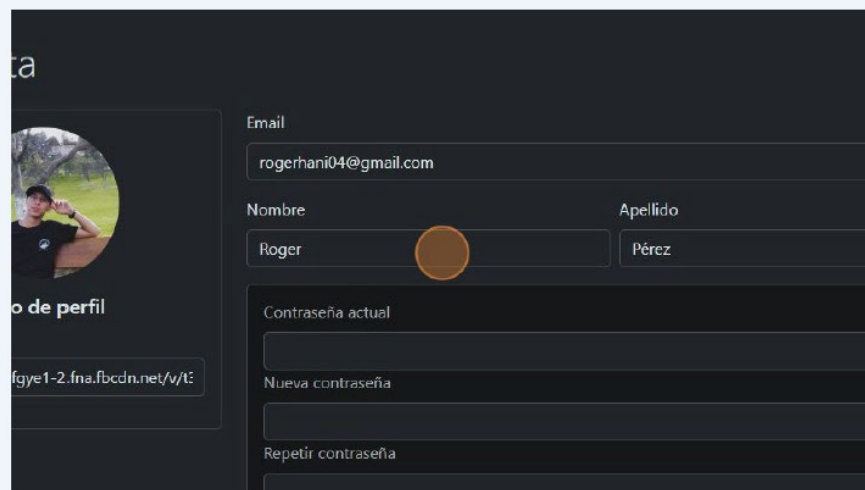 ta
Email
rogerhani04@gmail.com
Nombre
Apellido
Roger
Pérez
o de perfil
fgye1-2.fna.fbcdn.net/v/t3
Contraseña actual
Nueva contraseña
Repetir contraseña